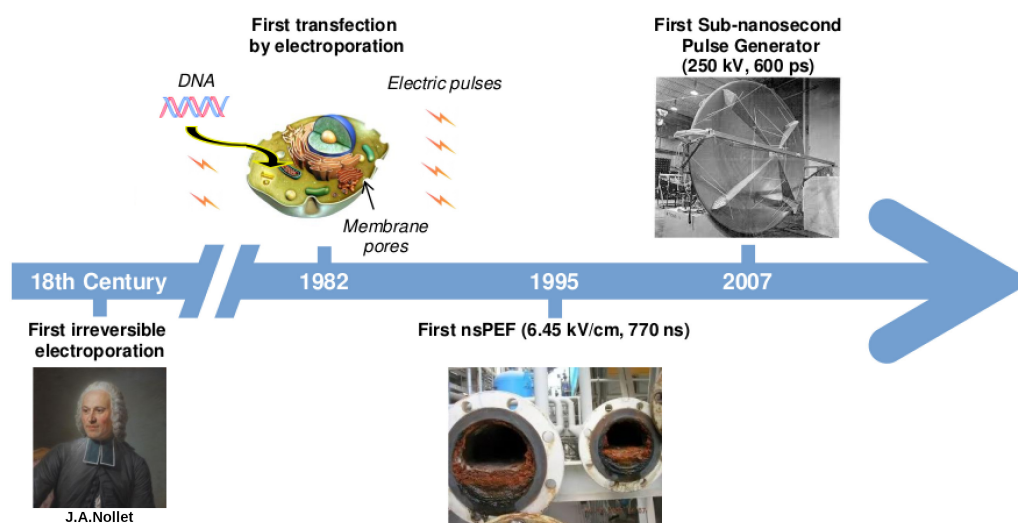 First transfection
by electroporation
First Sub-nanosecond
Pulse Generator
(250 kV, 600 ps)
DNA
Electric pulses
Membrane
pores
18th Century
1982
1995
2007
First irreversible
electroporation
First nsPEF (6.45 kV/cm, 770 ns)
J.A.Nollet